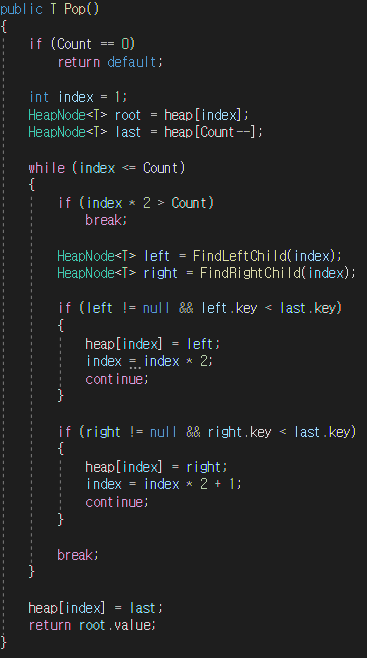 public T Pop()
{
if (Count == 0)
return default;
int index = 1;
HeapNode<T> root = heap[index];
HeapNode<T> last = heap[Count--];
while (index <= Count)
{
if (index * 2 > Count)
break;
HeapNode<T> left = FindLeftChild(index);
HeapNode<T> right = FindRightChild(index);
if (left != null && left.key < last.key)
{
heap[index] = left;
index = index * 2;
continue;
}
if (right != null && right.key < last.key)
{
heap[index] = right;
index = index * 2 + 1;
continue;
}
break;
}
heap[index] = last;
return root.value;
}